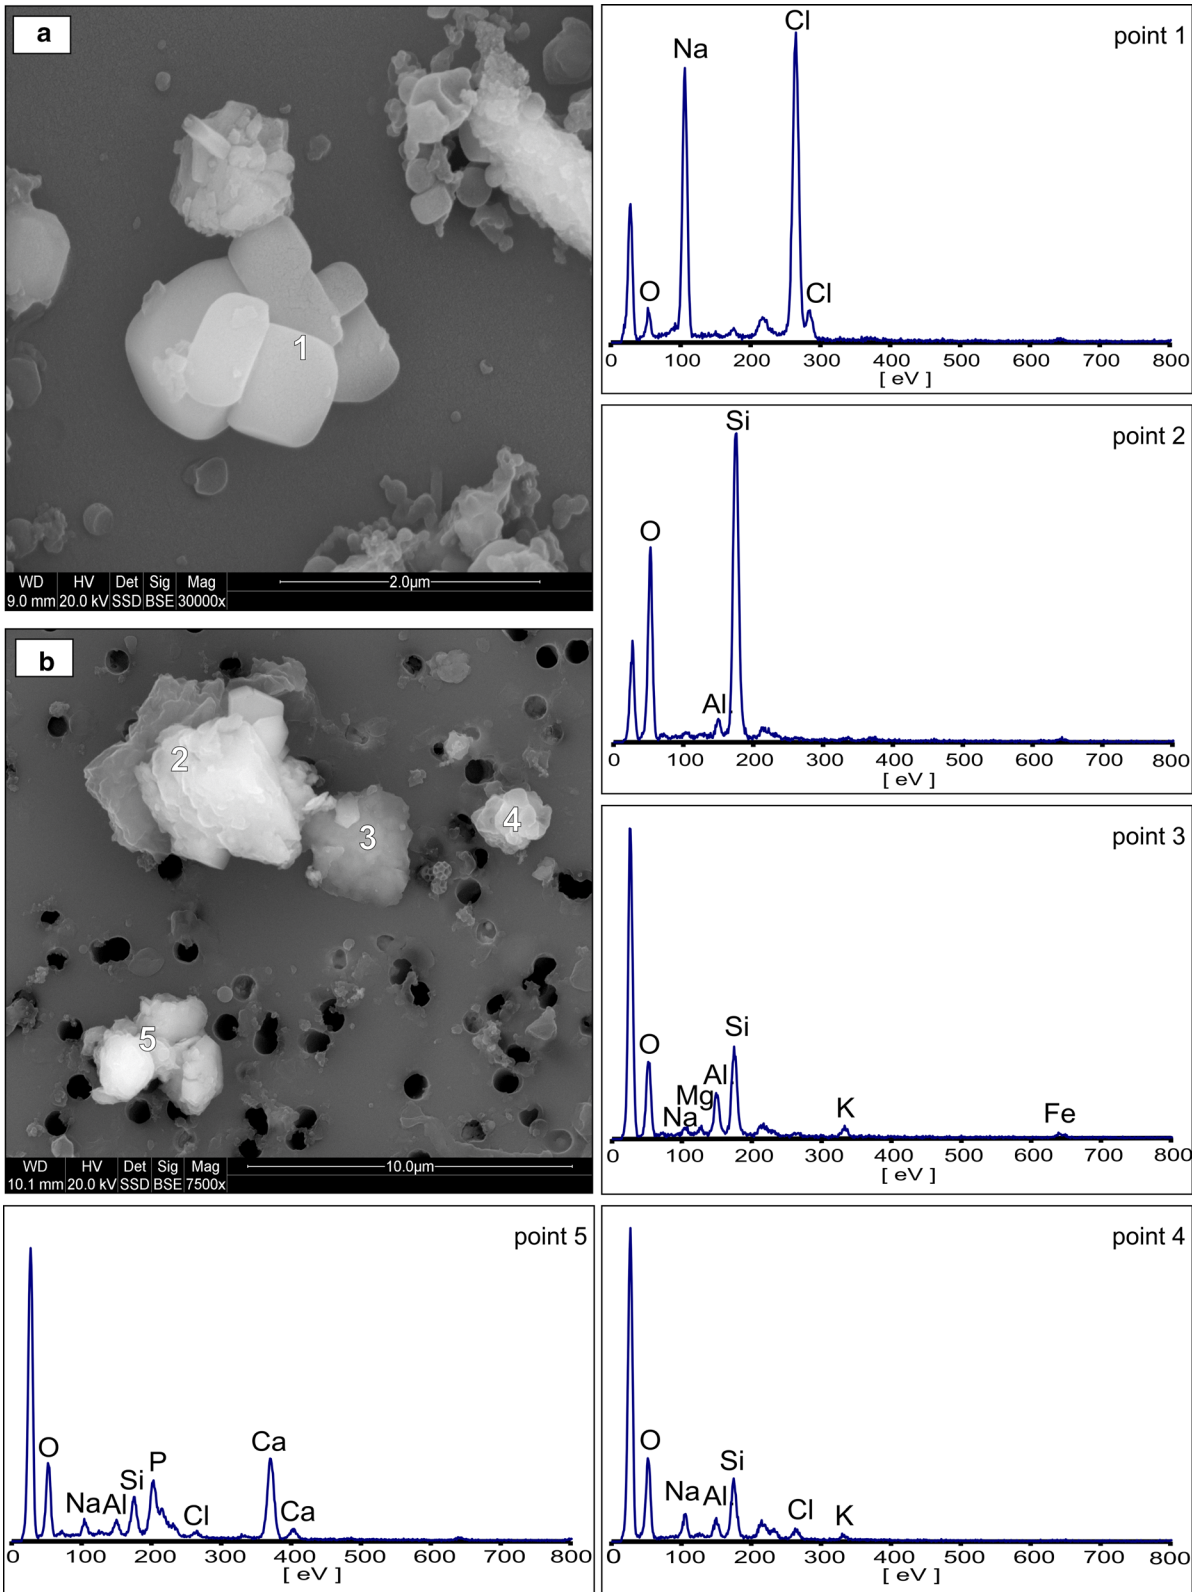 a
1
WD HV Det Sig Mag 2.0µm
9.0 mm 20.0 kV SSD BSE 30000x
point 1
Na
Cl
O
Cl
0 100 200 300 400 500 600 700 800
[ eV ]
point 2
Si
O
Al
0 100 200 300 400 500 600 700 800
[ eV ]
b
2
3
4
5
WD HV Det Sig Mag 10.0µm
10.1 mm 20.0 kV SSD BSE 7500x
point 3
O
Na
Mg
Al
Si
K
Fe
0 100 200 300 400 500 600 700 800
[ eV ]
point 5
O
Na
Al
Si
P
Cl
Ca
Ca
0 100 200 300 400 500 600 700 800
[ eV ]
point 4
O
Na
Al
Si
Cl
K
0 100 200 300 400 500 600 700 800
[ eV ]